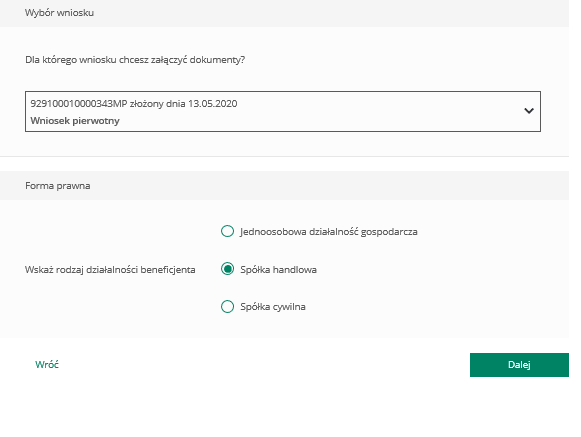 Wybór wniosku
Dla którego wniosku chcesz załączyć dokumenty?
929100010000343MP złożony dnia 13.05.2020
Wniosek pierwotny
Forma prawna
Jednoosobowa działalność gospodarcza
Wskaż rodzaj działalności beneficjenta
Spółka handlowa
Spółka cywilna
Wróć
Dalej